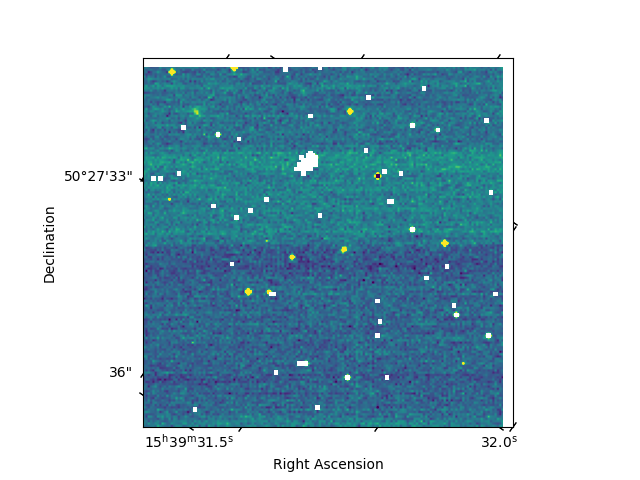 50°27'33"
Declination
36"
15ʰ39ᵐ31.5ˢ
32.0ˢ
Right Ascension